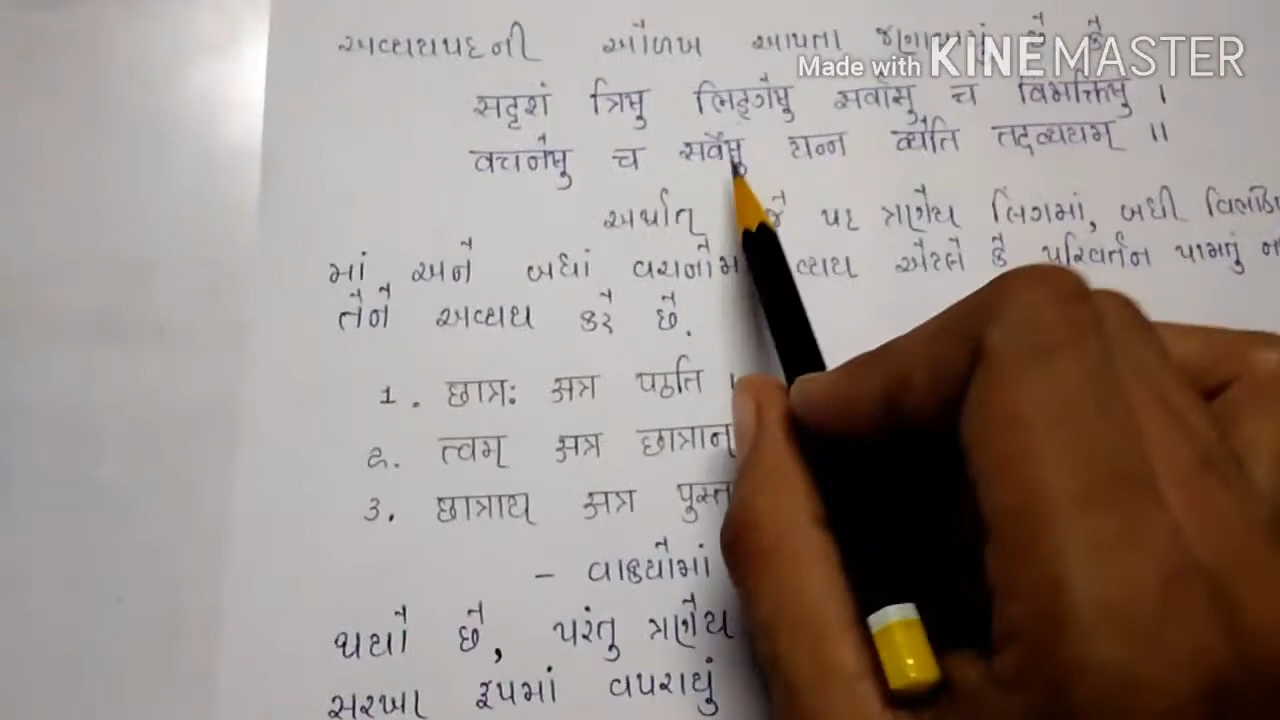 અવ્યયપદની ઓળખ આપતા જણાવાયું છે કે
Made with KINEMASTER
सदृशं त्रिषु लिङ्गेषु सर्वासु च विभक्तिषु ।
वचनेषु च सर्वेषु यन्न व्येति तदव्ययम् ॥
અર્થાત્ જે પદ ત્રણેય લિંગમાં, બધી વિભક્તિ
માં અને બધાં વચનોમાં વ્યય એટલે કે પરિવર્તન પામતું ન
તેને અવ્યય કહે છે.
1. छात्रः अत्र पठति ।
૨. त्वम् अत्र छात्रान्
૩. छात्राय अत्र पुस्त
– વાક્યોમાં
થયો છે, પરંતુ ત્રણેય
સરખા રૂપમાં વપરાયું